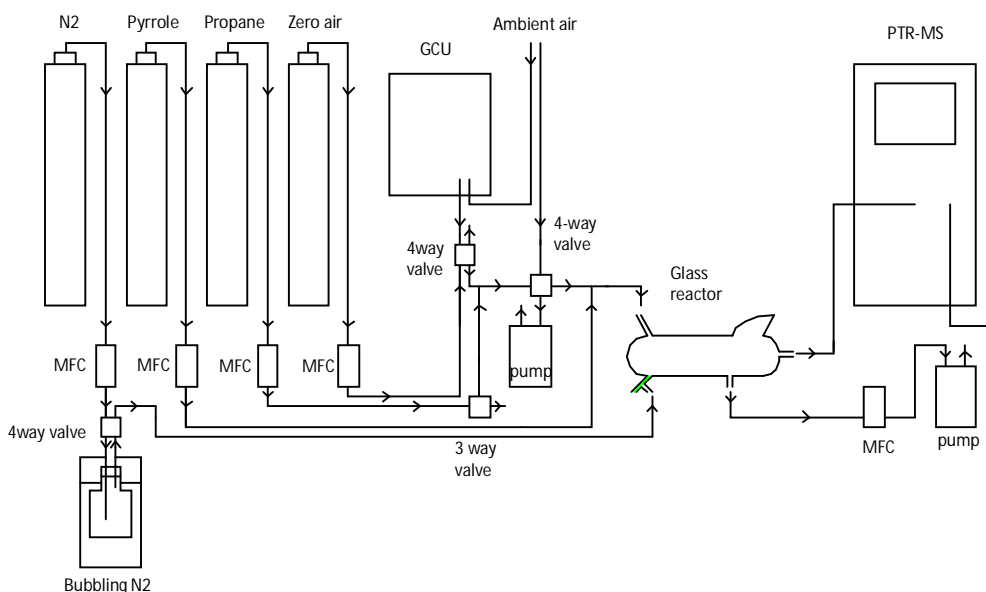 N2
Pyrrole
Propane
Zero air
GCU
Ambient air
PTR-MS
4way
valve
4-way
valve
Glass
reactor
MFC
MFC
MFC
MFC
pump
4way valve
3 way
valve
MFC
pump
Bubbling N2